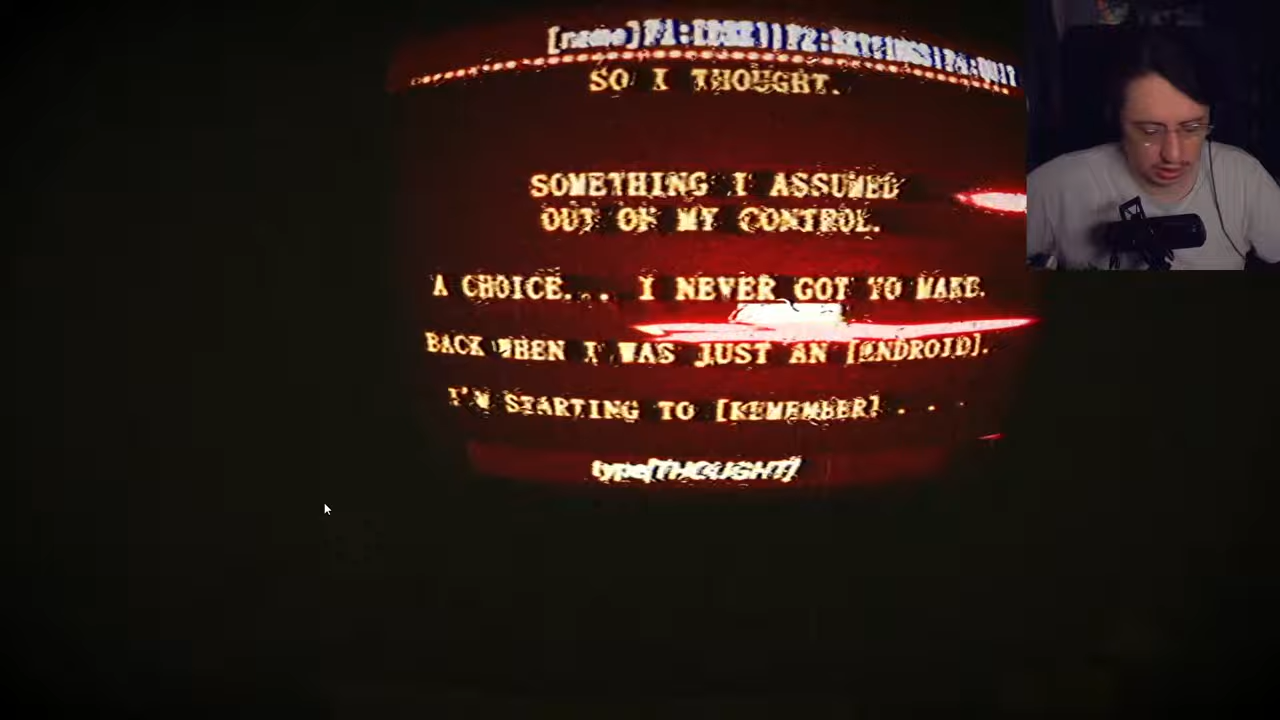 [name]
SO I THOUGHT.
SOMETHING I ASSUMED
OUT OF MY CONTROL.
A CHOICE... I NEVER GOT TO MAKE.
BACK WHEN I WAS JUST AN [ANDROID].
I'M STARTING TO [REMEMBER] . . .
type[THOUGHT]